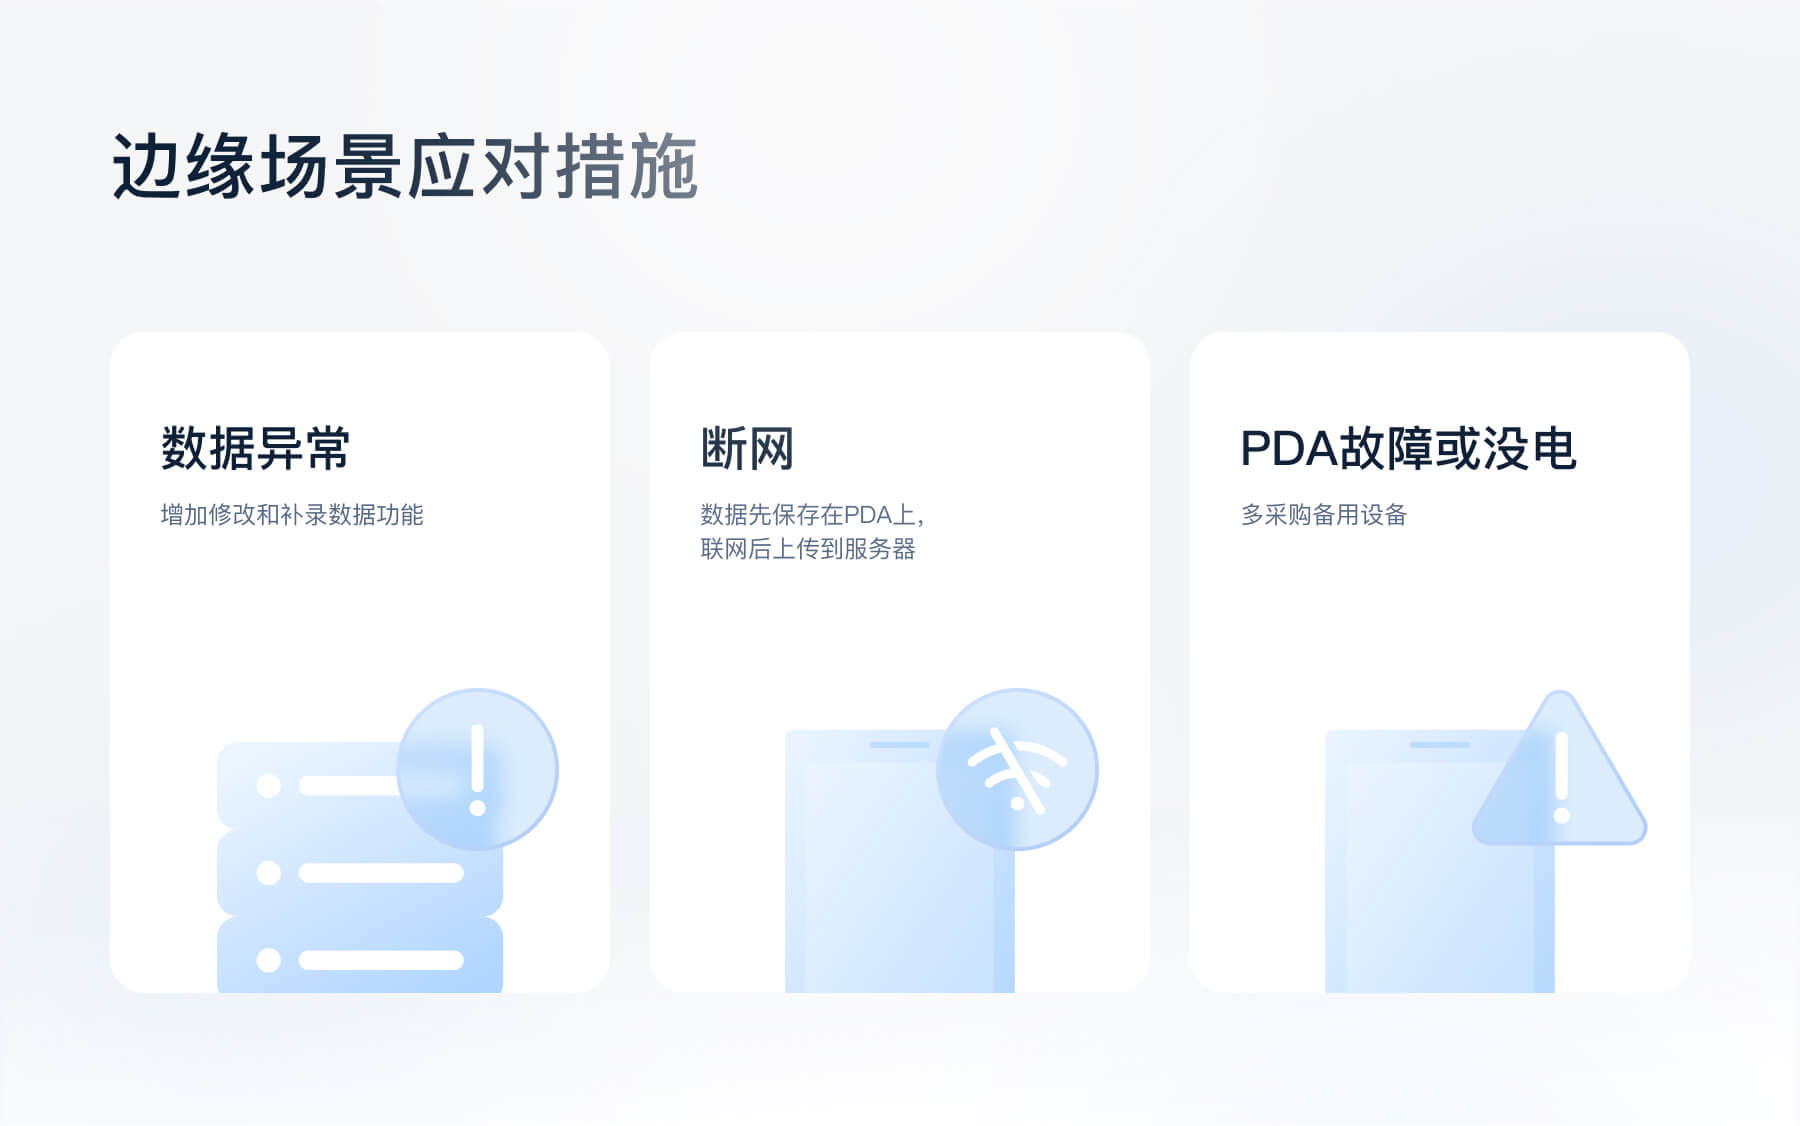 边缘场景应对措施
数据异常
增加修改和补录数据功能
断网
数据先保存在PDA上，
联网后上传到服务器
PDA故障或没电
多采购备用设备